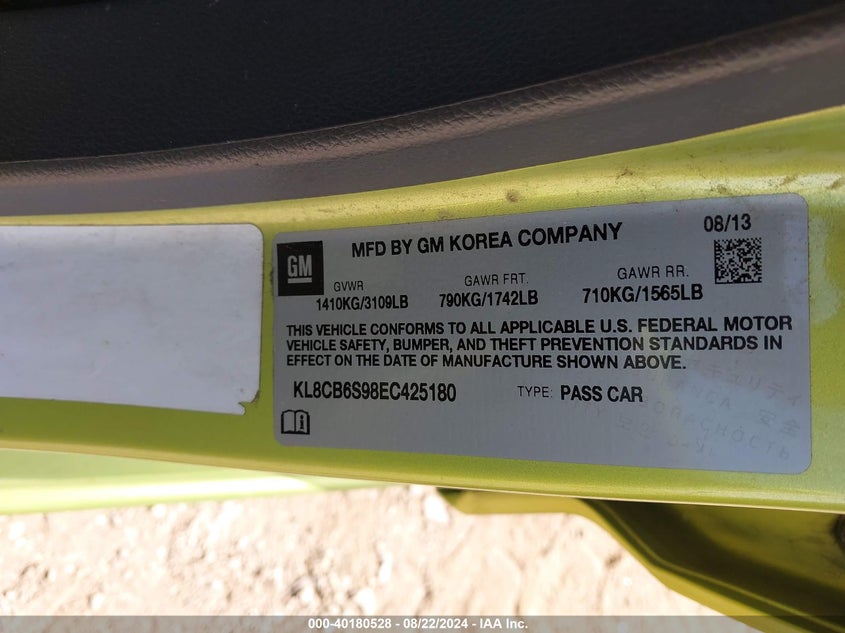 GM
MFD BY GM KOREA COMPANY
08/13
GVWR
1410KG/3109LB
GAWR FRT.
790KG/1742LB
GAWR RR.
710KG/1565LB
THIS VEHICLE CONFORMS TO ALL APPLICABLE U.S. FEDERAL MOTOR
VEHICLE SAFETY, BUMPER, AND THEFT PREVENTION STANDARDS IN
EFFECT ON THE DATE OF MANUFACTURE SHOWN ABOVE.
KL8CB6S98EC425180
TYPE: PASS CAR
安全
000-40180528 - 08/22/2024 - IAA Inc.